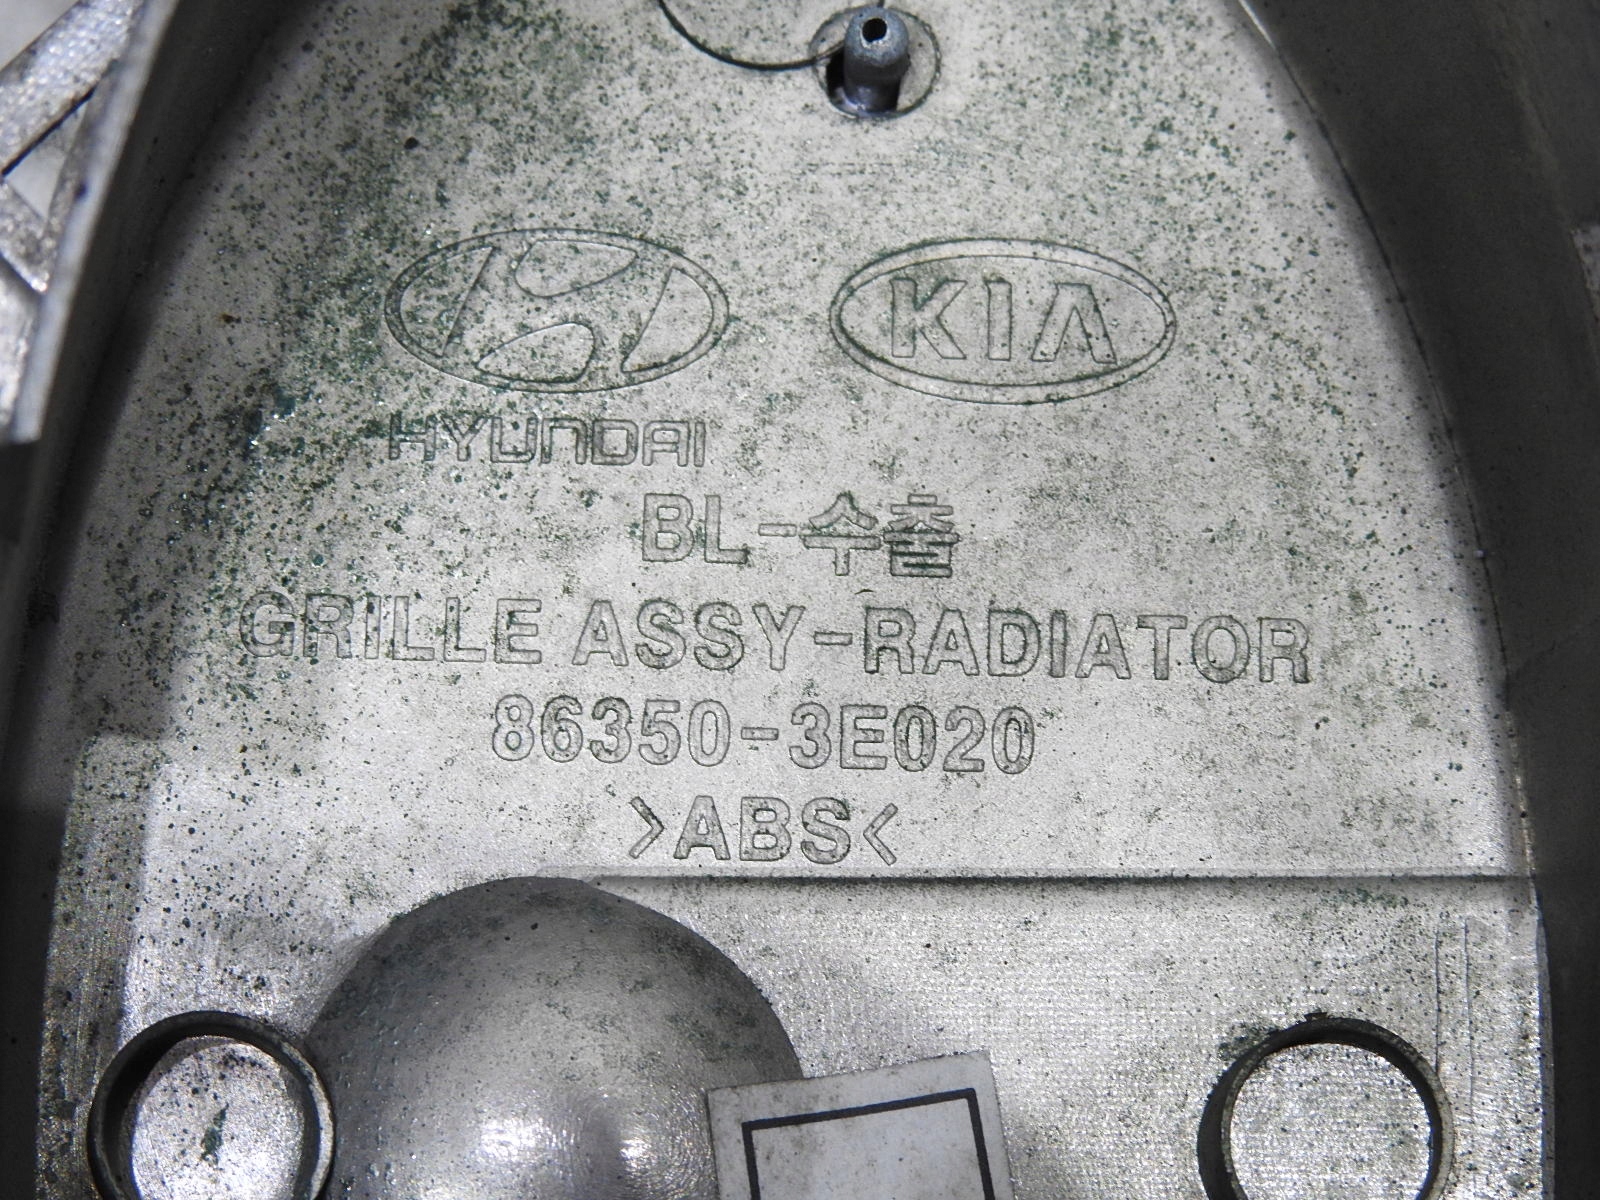 KIA
HYUNDAI
BL-수출
GRILLE ASSY-RADIATOR
86350-3E020
>ABS<